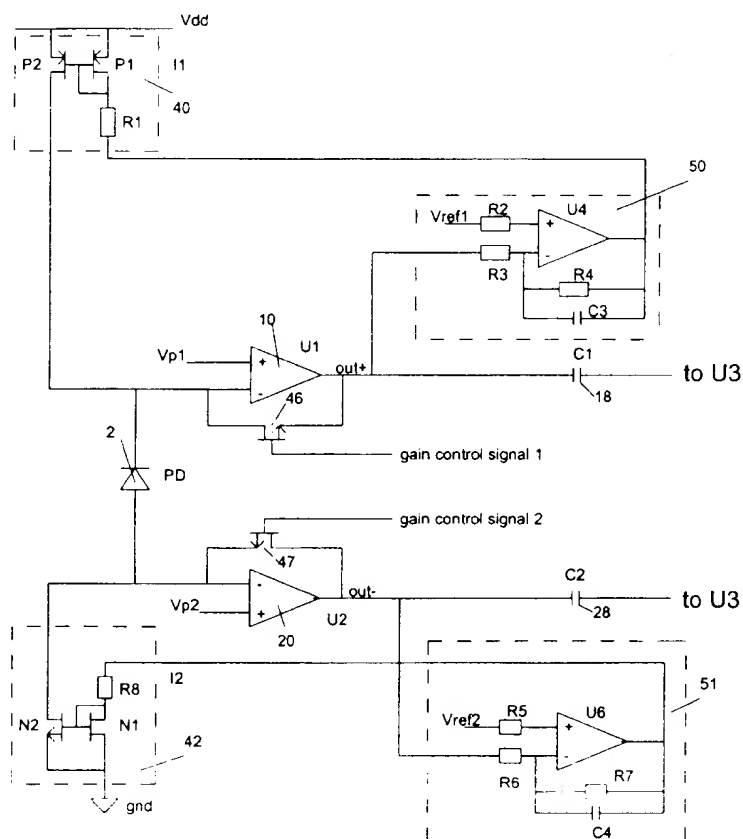 Vdd
P2 P1 I1
40
R1
50
Vref1 R2 U4
R3
R4
C3
10
U1
Vp1
out+
C1
to U3
18
46
gain control signal 1
2
PD
gain control signal 2
47
C2
to U3
out-
Vp2
28
20
U2
I2
R8
51
R5 U6
Vref2
N2 N1
R6
R7
42
gnd
C4